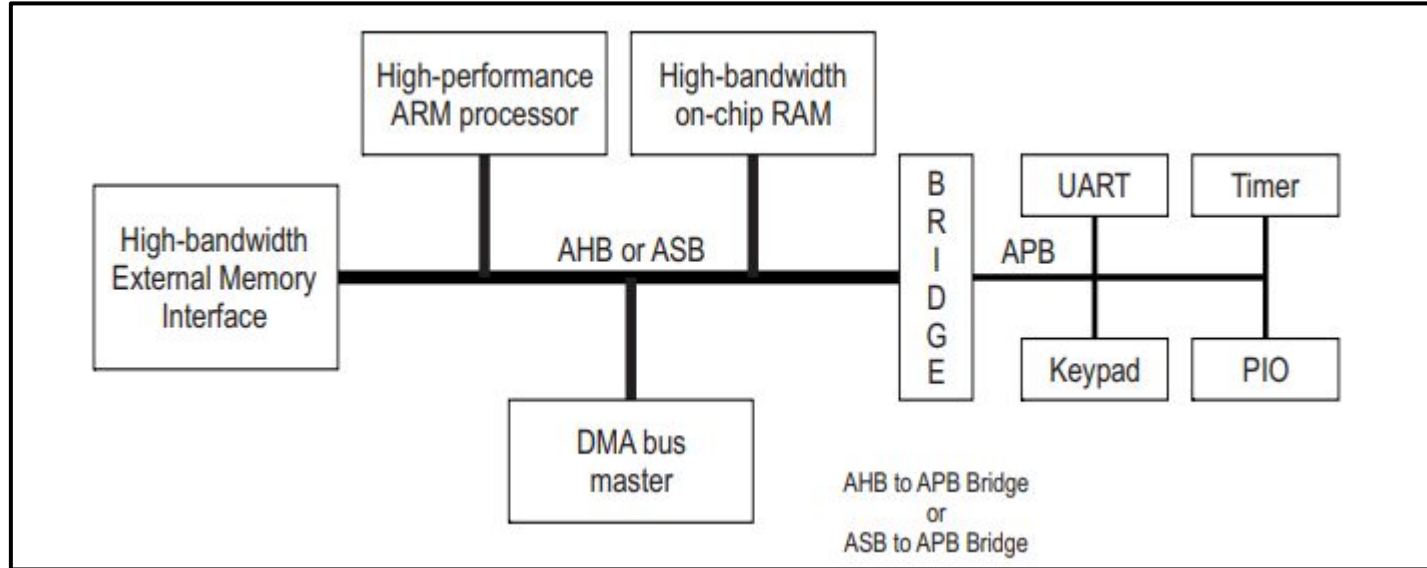 High-performance
ARM processor
High-bandwidth
on-chip RAM
High-bandwidth
External Memory
Interface
AHB or ASB
B
R
I
D
G
E
APB
UART
Timer
Keypad
PIO
DMA bus
master
AHB to APB Bridge
or
ASB to APB Bridge